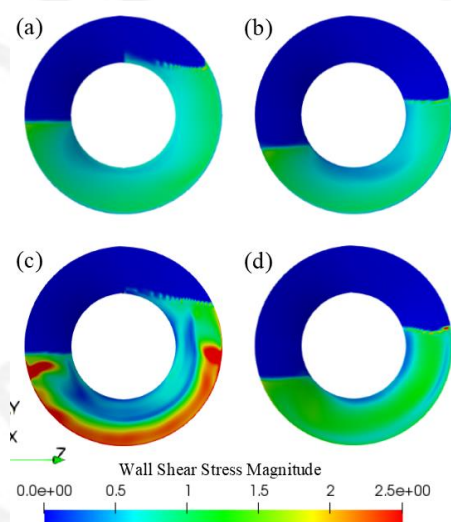 (a) (b)
(c) (d)
Y
X
Z
Wall Shear Stress Magnitude
0.0e+00 0.5 1 1.5 2 2.5e+00